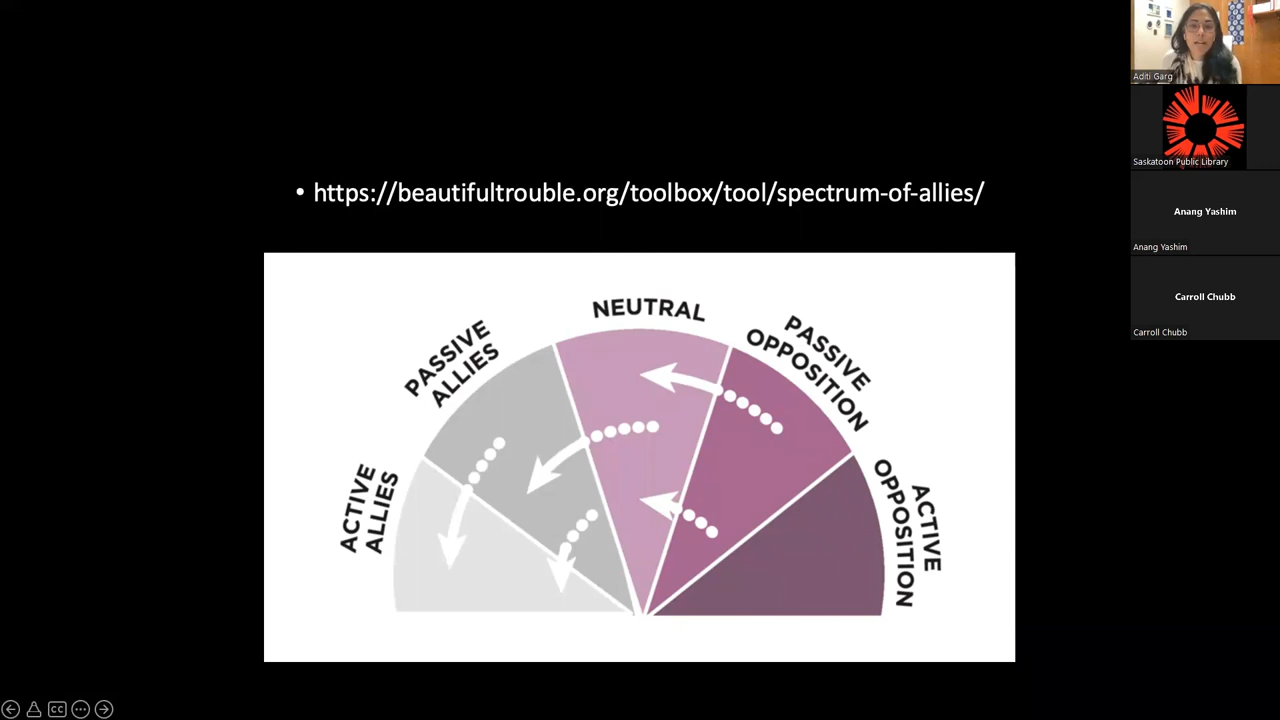 • https://beautifultrouble.org/toolbox/tool/spectrum-of-allies/
NEUTRAL
PASSIVE
ALLIES
PASSIVE
OPPOSITION
ACTIVE
ALLIES
ACTIVE
OPPOSITION
Aditi Garg
Saskatoon Public Library
Anang Yashim
Anang Yashim
Carroll Chubb
Carroll Chubb
CC